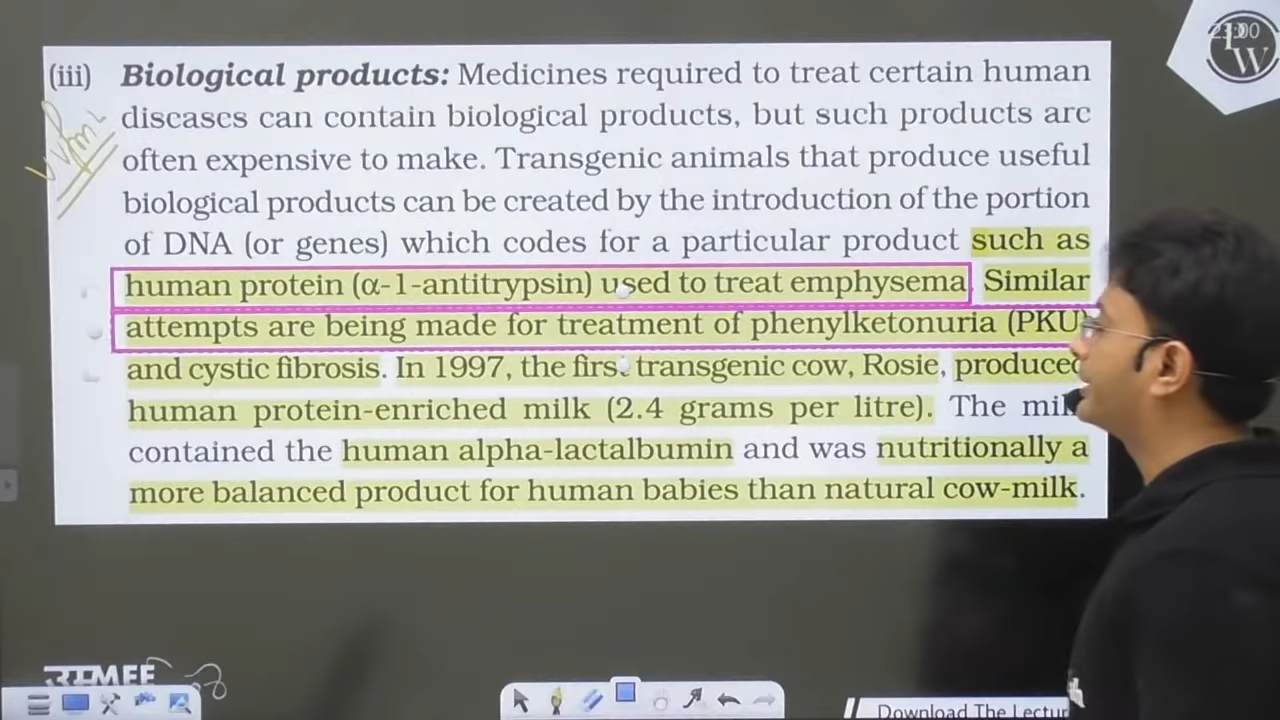 23:00
PW
(iii) Biological products: Medicines required to treat certain human
diseases can contain biological products, but such products are
often expensive to make. Transgenic animals that produce useful
biological products can be created by the introduction of the portion
of DNA (or genes) which codes for a particular product such as
human protein (α-1-antitrypsin) used to treat emphysema. Similar
attempts are being made for treatment of phenylketonuria (PKU)
and cystic fibrosis. In 1997, the first transgenic cow, Rosie, produced
human protein-enriched milk (2.4 grams per litre). The milk
contained the human alpha-lactalbumin and was nutritionally a
more balanced product for human babies than natural cow-milk.
Download The Lectur